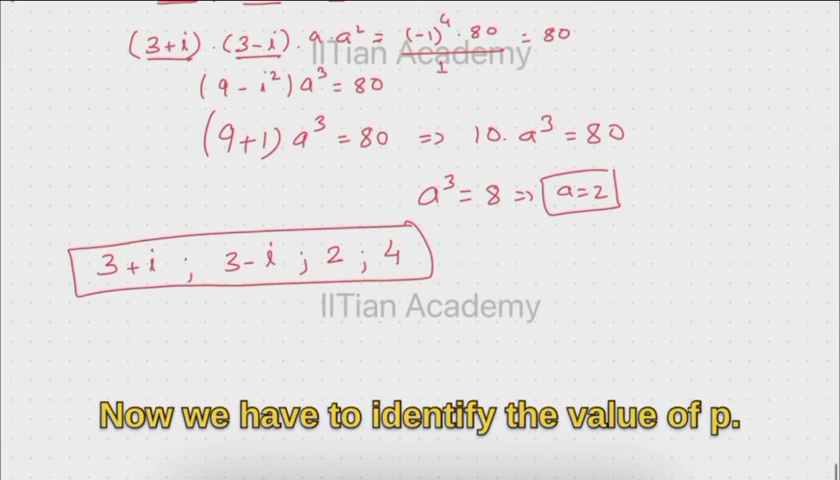 (3+i) . (3-i) . a . a² = (-1)⁴ . 80 / 1 = 80
IITian Academy
(9 - i²) a³ = 80
(9+1) a³ = 80 => 10. a³ = 80
a³ = 8 => a=2
3+i ; 3-i ; 2 ; 4
IITian Academy
Now we have to identify the value of p.